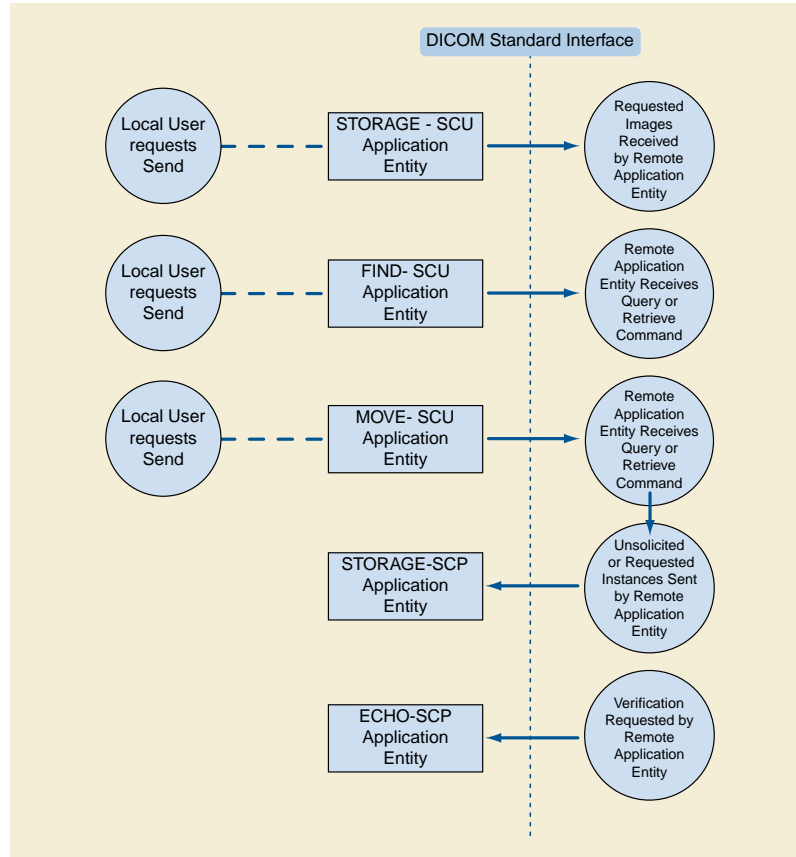 DICOM Standard Interface
Local User
requests
Send
STORAGE - SCU
Application
Entity
Requested
Images
Received
by Remote
Application
Entity
Local User
requests
Send
FIND- SCU
Application
Entity
Remote
Application
Entity Receives
Query or
Retrieve
Command
Local User
requests
Send
MOVE- SCU
Application
Entity
Remote
Application
Entity Receives
Query or
Retrieve
Command
STORAGE-SCP
Application
Entity
Unsolicited
or Requested
Instances Sent
by Remote
Application
Entity
ECHO-SCP
Application
Entity
Verification
Requested by
Remote
Application
Entity